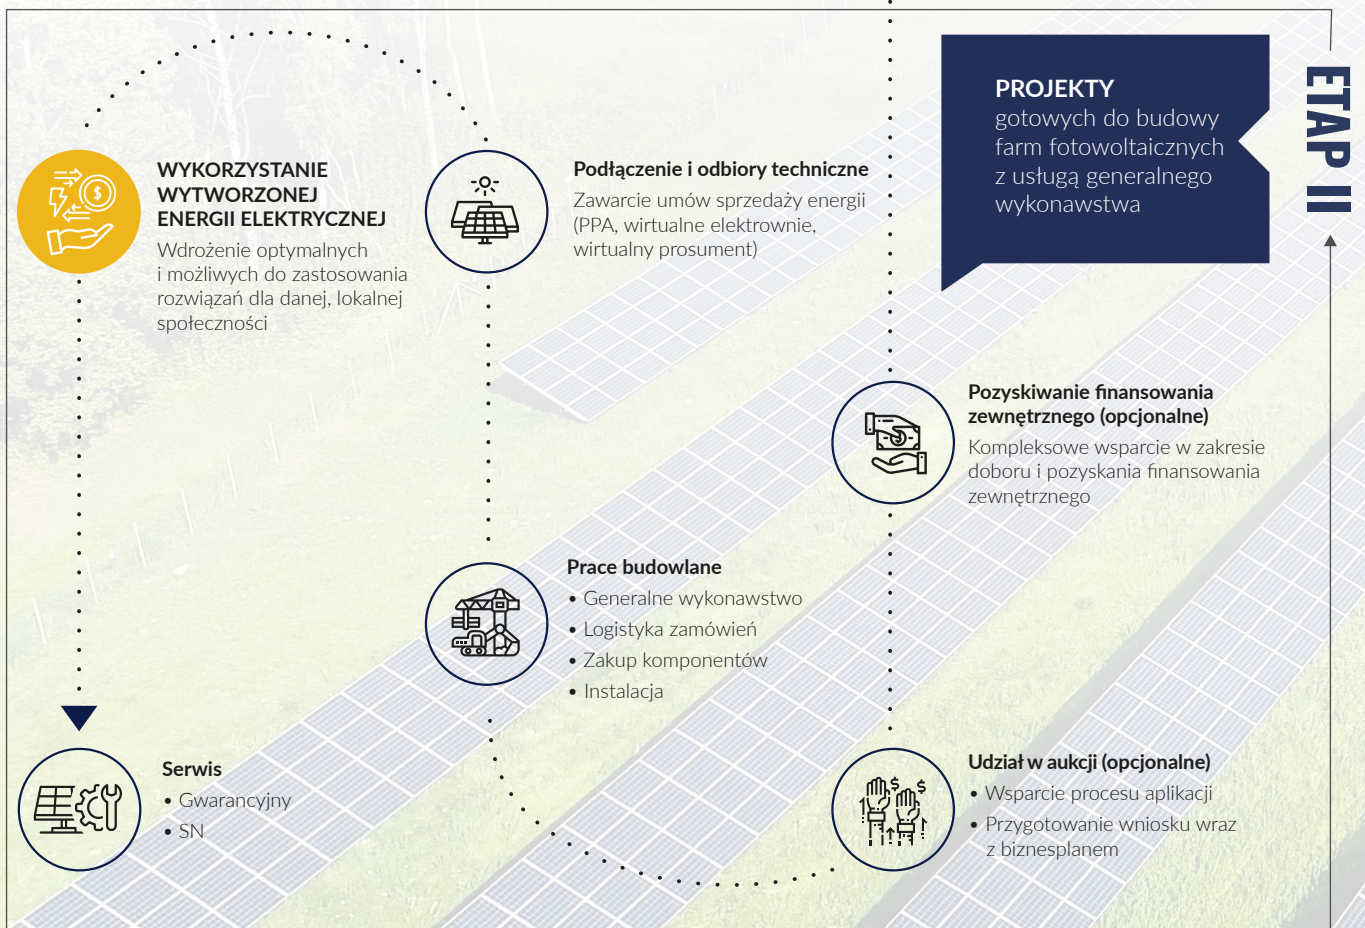 PROJEKTY
gotowych do budowy
farm fotowoltaicznych
z usługą generalnego
wykonawstwa
ETAP II
WYKORZYSTANIE
WYTWORZONEJ
ENERGII ELEKTRYCZNEJ
Wdrożenie optymalnych
i możliwych do zastosowania
rozwiązań dla danej, lokalnej
społeczności
Podłączenie i odbiory techniczne
Zawarcie umów sprzedaży energii
(PPA, wirtualne elektrownie,
wirtualny prosument)
Pozyskiwanie finansowania
zewnętrznego (opcjonalne)
Kompleksowe wsparcie w zakresie
doboru i pozyskania finansowania
zewnętrznego
Prace budowlane
• Generalne wykonawstwo
• Logistyka zamówień
• Zakup komponentów
• Instalacja
Serwis
• Gwarancyjny
• SN
Udział w aukcji (opcjonalne)
• Wsparcie procesu aplikacji
• Przygotowanie wniosku wraz
z biznesplanem